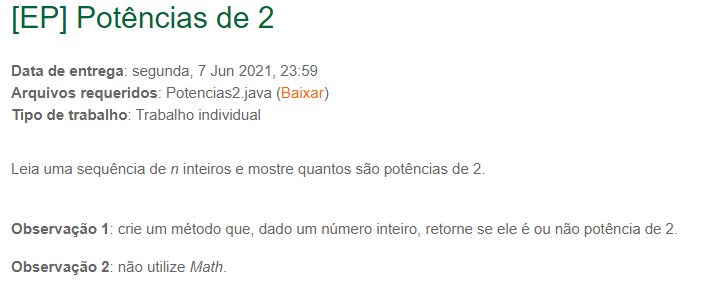 [EP] Potências de 2
Data de entrega: segunda, 7 Jun 2021, 23:59
Arquivos requeridos: Potencias2.java (Baixar)
Tipo de trabalho: Trabalho individual
Leia uma sequência de n inteiros e mostre quantos são potências de 2.
Observação 1: crie um método que, dado um número inteiro, retorne se ele é ou não potência de 2.
Observação 2: não utilize Math.